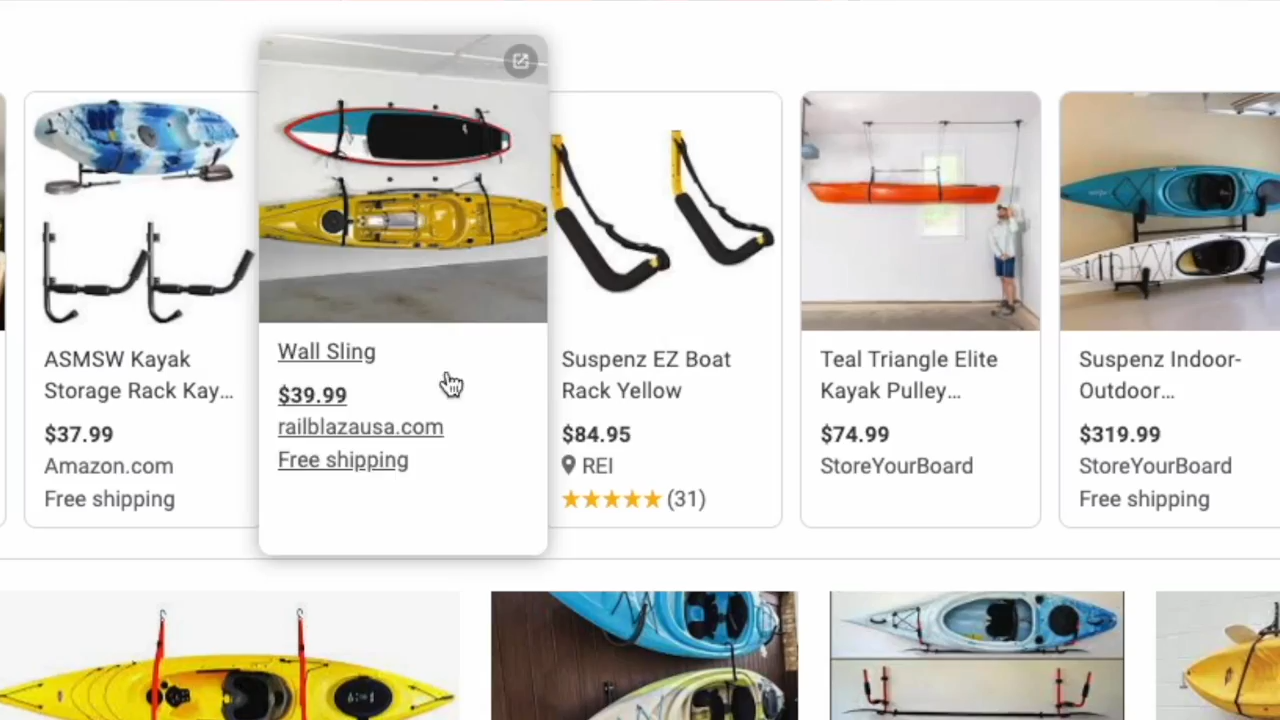 ASMSW Kayak
Storage Rack Kay...
$37.99
Amazon.com
Free shipping
Wall Sling
$39.99
railblazausa.com
Free shipping
Suspenz EZ Boat
Rack Yellow
$84.95
REI
(31)
Teal Triangle Elite
Kayak Pulley...
$74.99
StoreYourBoard
Suspenz Indoor-
Outdoor...
$319.99
StoreYourBoard
Free shipping